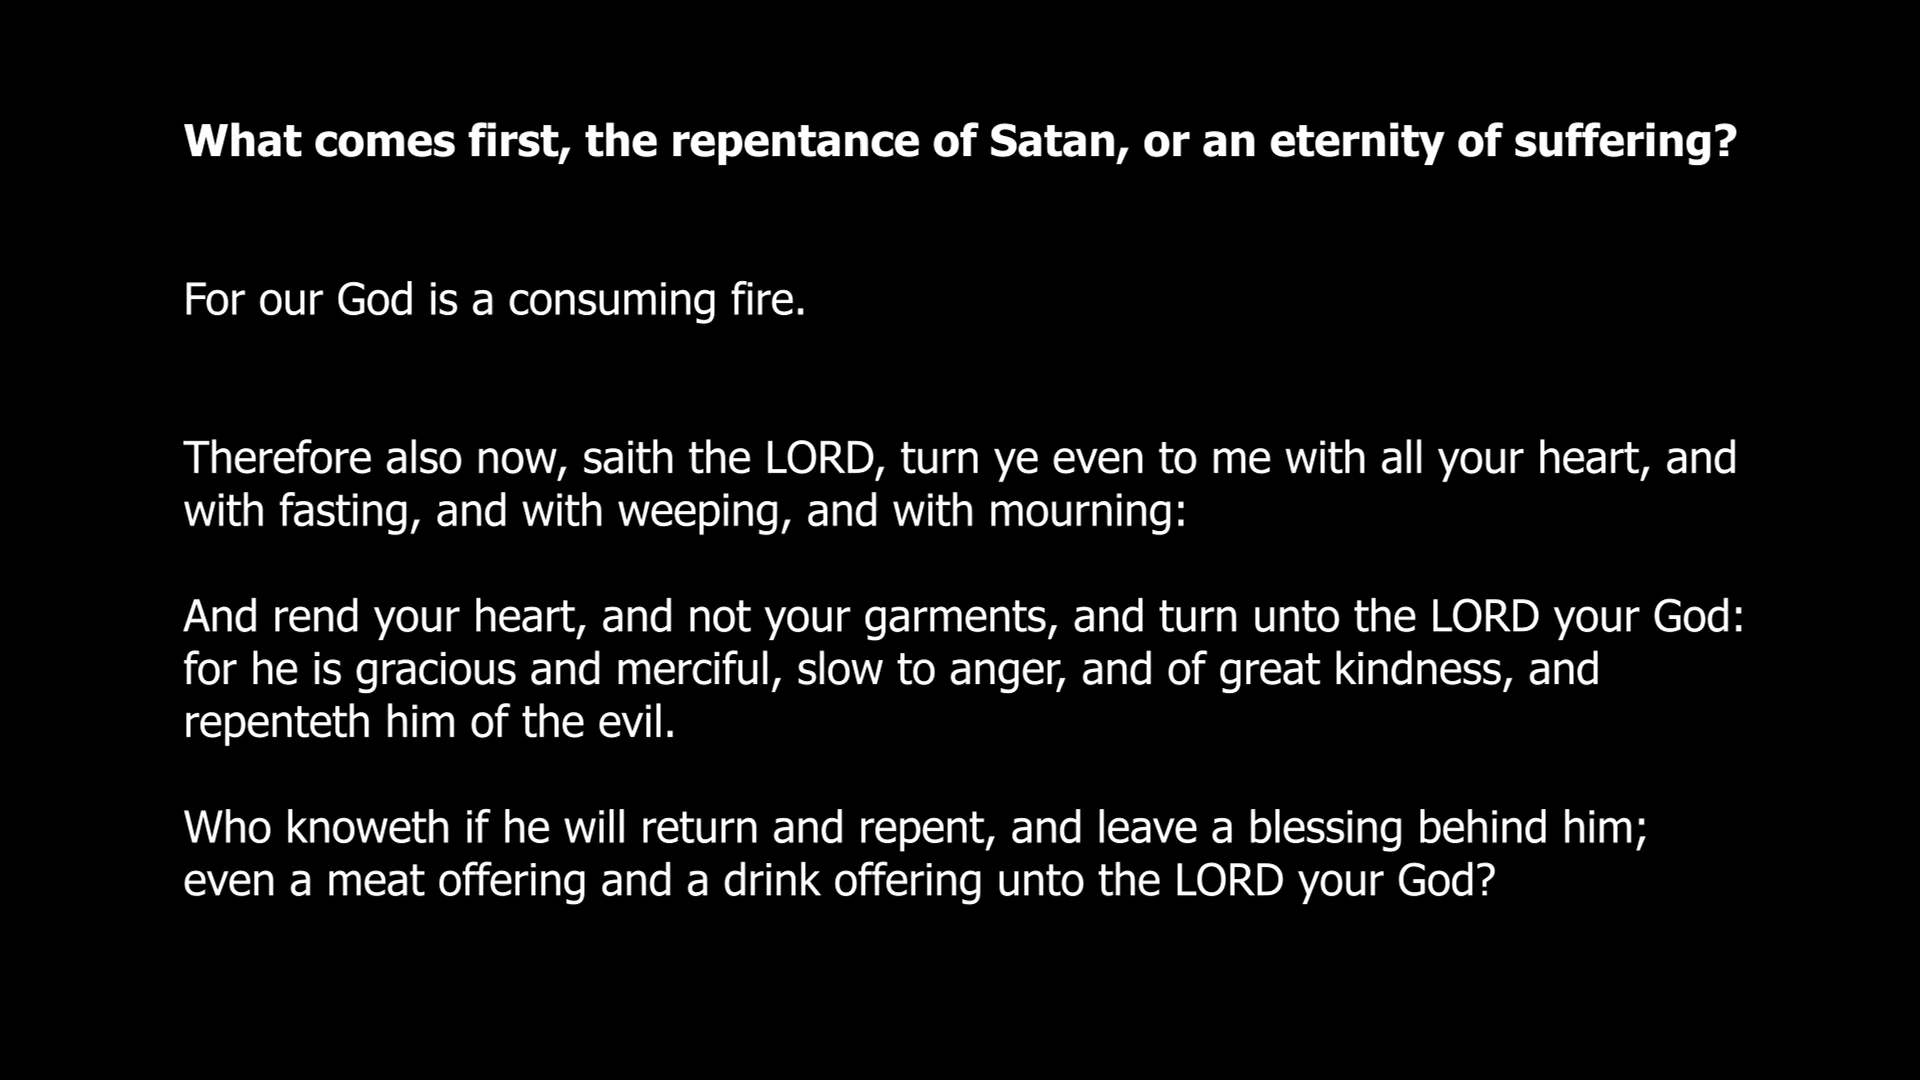 What comes first, the repentance of Satan, or an eternity of suffering?
For our God is a consuming fire.
Therefore also now, saith the LORD, turn ye even to me with all your heart, and
with fasting, and with weeping, and with mourning:
And rend your heart, and not your garments, and turn unto the LORD your God:
for he is gracious and merciful, slow to anger, and of great kindness, and
repenteth him of the evil.
Who knoweth if he will return and repent, and leave a blessing behind him;
even a meat offering and a drink offering unto the LORD your God?